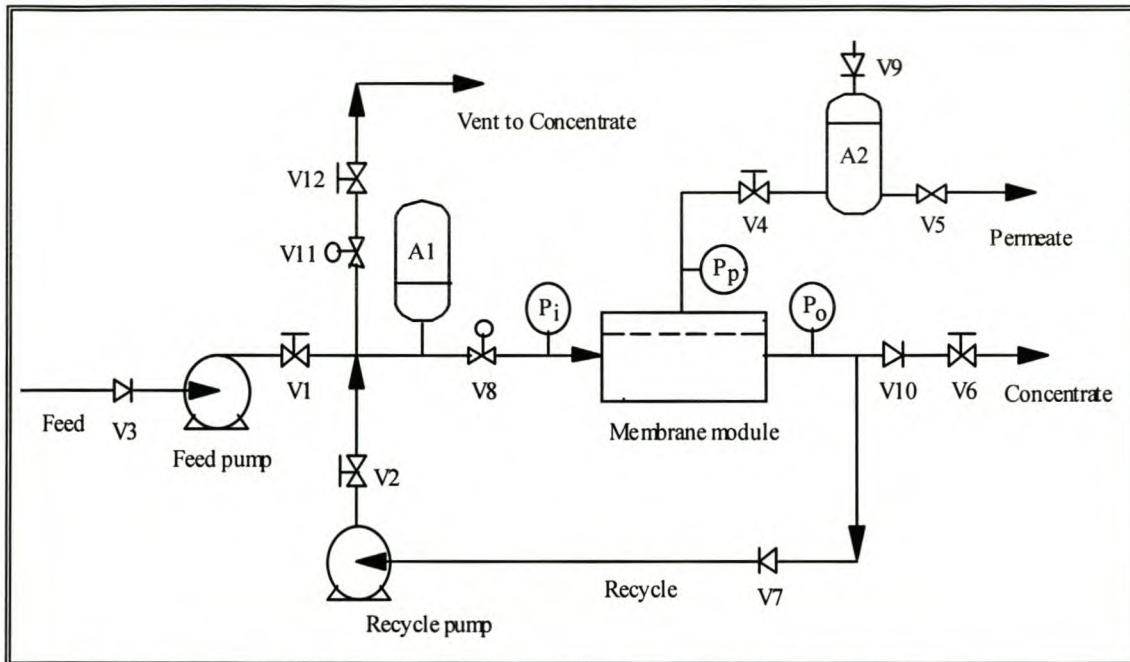 V9
Vent to Concentrate
A2
V12
V4
V5
Permeate
V11
A1
Pp
Pi
Po
V1
V8
V10
V6
Concentrate
Feed
V3
Feed pump
Membrane module
V2
Recycle
V7
Recycle pump